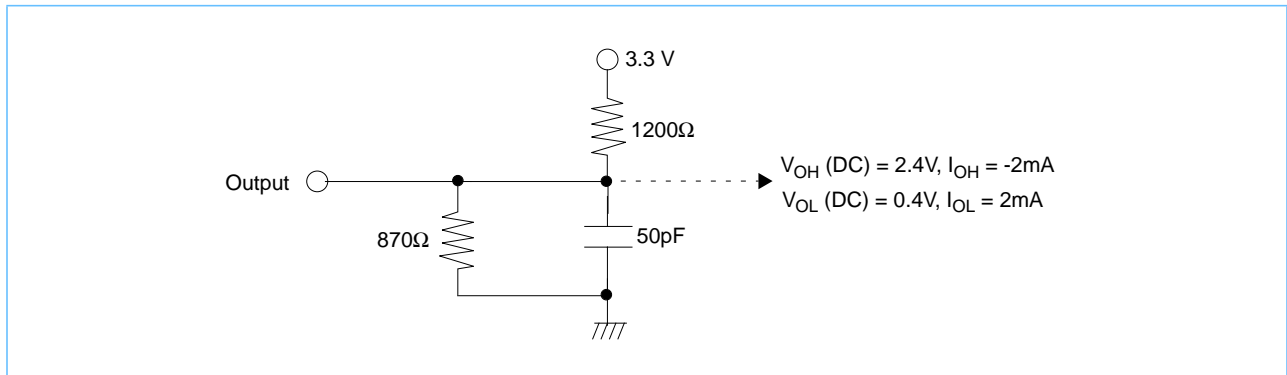 3.3 V
1200Ω
Output
V_OH (DC) = 2.4V, I_OH = -2mA
V_OL (DC) = 0.4V, I_OL = 2mA
870Ω
50pF